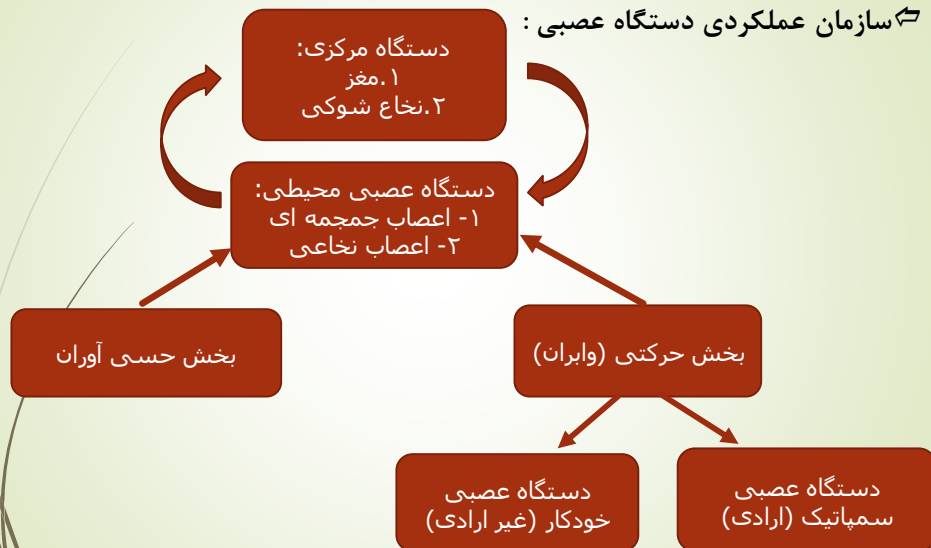 ⇦سازمان عملکردی دستگاه عصبی :
دستگاه مرکزی:
۱.مغز
۲.نخاع شوکی
دستگاه عصبی محیطی:
۱- اعصاب جمجمه ای
۲- اعصاب نخاعی
بخش حرکتی (وابران)
بخش حسی آوران
دستگاه عصبی
سمپاتیک (ارادی)
دستگاه عصبی
خودکار (غیر ارادی)